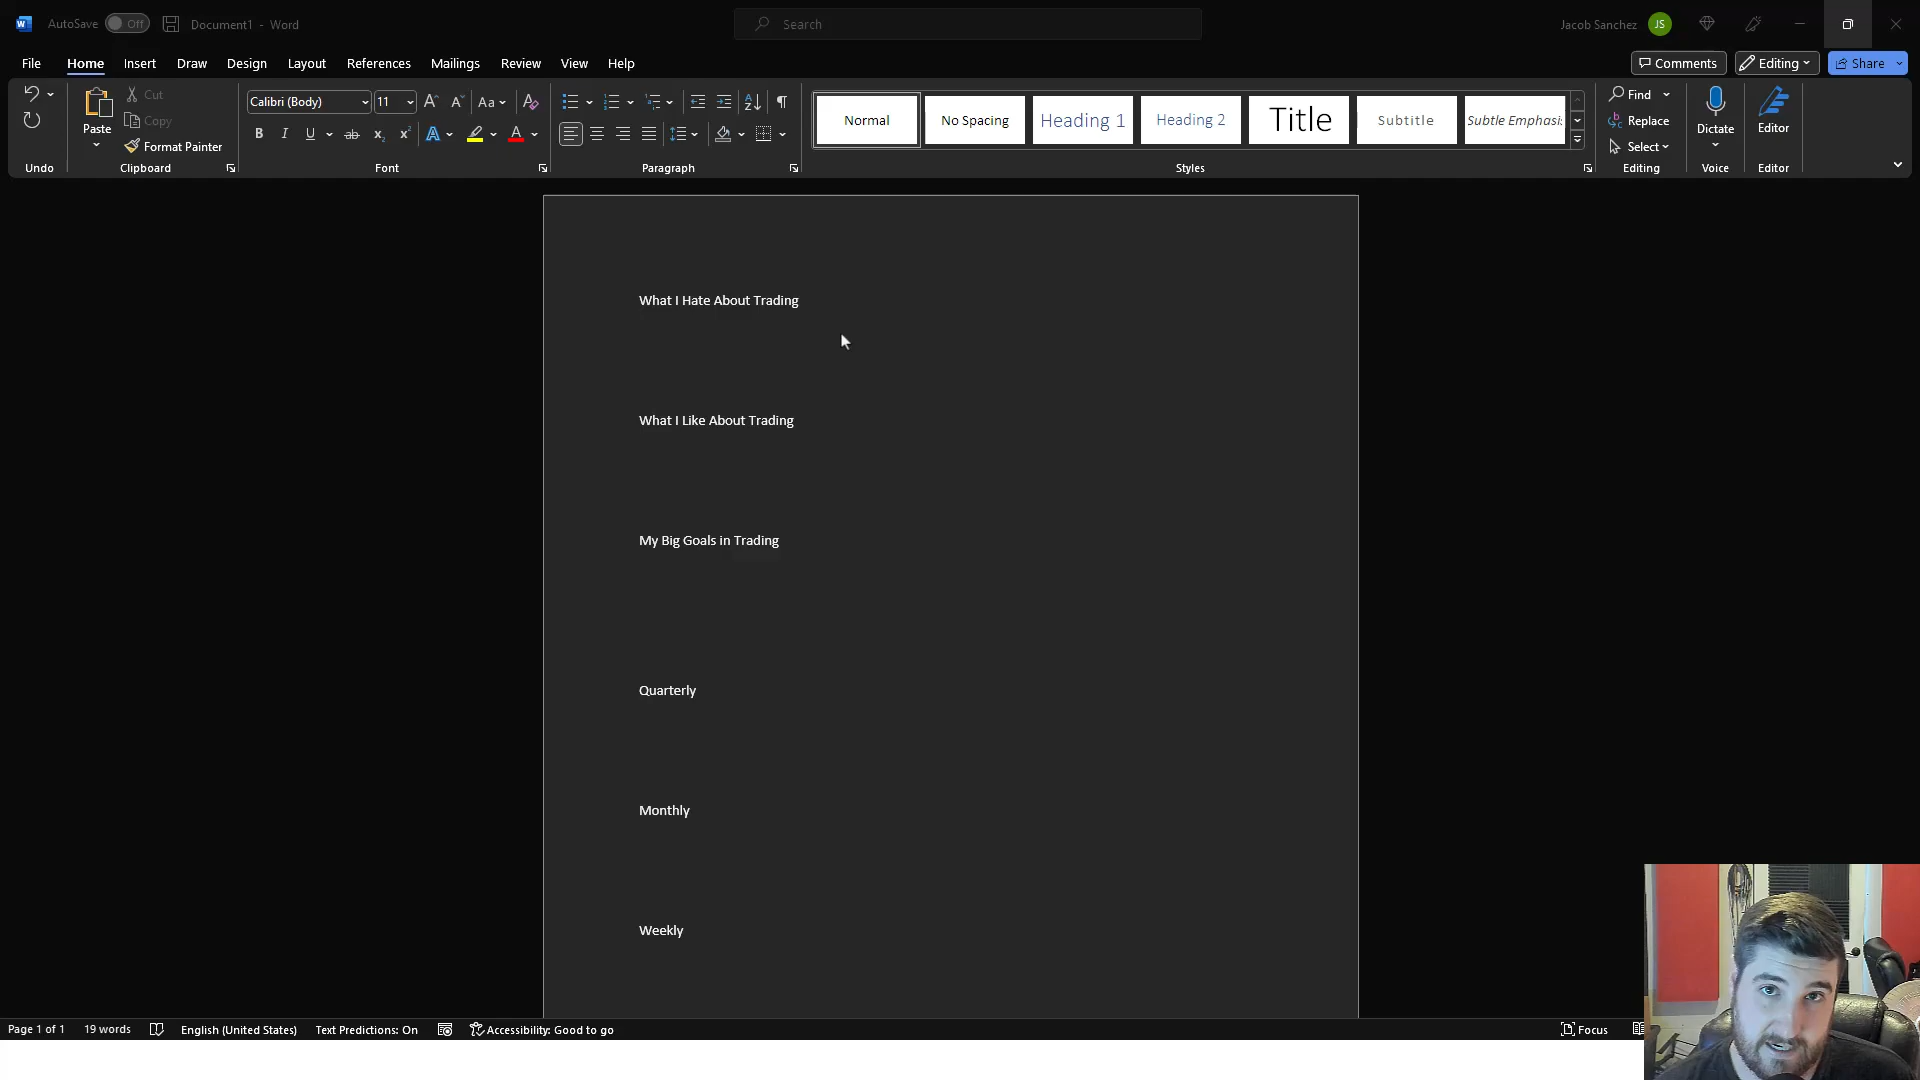 AutoSave Off Document1 - Word Search Jacob Sanchez JS
File Home Insert Draw Design Layout References Mailings Review View Help Comments Editing Share
Paste Cut Copy Format Painter
Calibri (Body) 11
Normal No Spacing Heading 1 Heading 2 Title Subtitle Subtle Emphasi
Find Replace Select Dictate Editor
Undo Clipboard Font Paragraph Styles Editing Voice Editor
What I Hate About Trading
What I Like About Trading
My Big Goals in Trading
Quarterly
Monthly
Weekly
Page 1 of 1 19 words English (United States) Text Predictions: On Accessibility: Good to go Focus